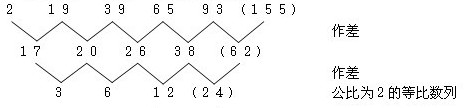 2 19 39 65 93 (155) 作差
17 20 26 38 (62)
3 6 12 (24) 作差
公比为2的等比数列